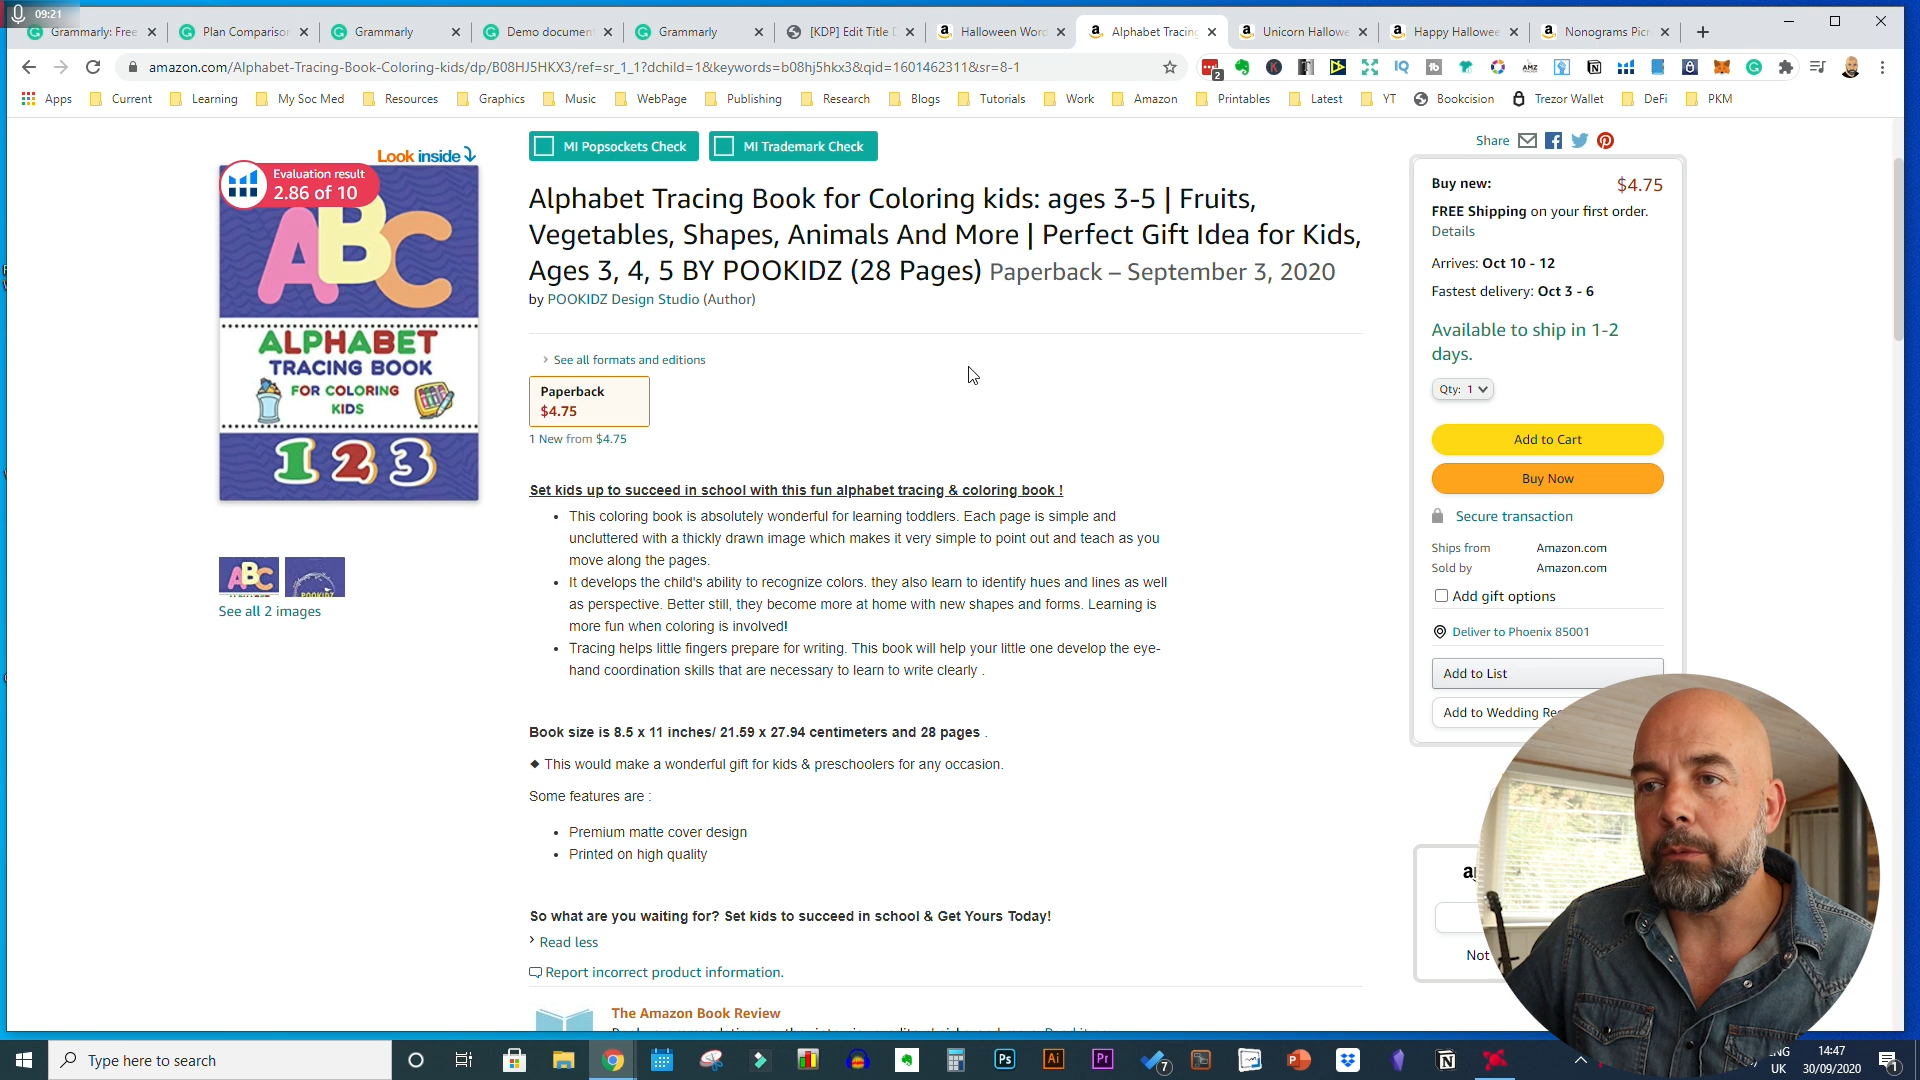 09:21
Grammarly: Free
Plan Comparison
Grammarly
Demo document
Grammarly
[KDP] Edit Title D
Halloween Word
Alphabet Tracing
Unicorn Hallowe
Happy Hallowee
Nonograms Picr
amazon.com/Alphabet-Tracing-Book-Coloring-kids/dp/B08HJ5HKX3/ref=sr_1_1?dchild=1&keywords=b08hj5hkx3&qid=1601462311&sr=8-1
Apps
Current
Learning
My Soc Med
Resources
Graphics
Music
WebPage
Publishing
Research
Blogs
Tutorials
Work
Amazon
Printables
Latest
YT
Bookcision
Trezor Wallet
DeFi
PKM
Look inside
Evaluation result
2.86 of 10
ABC
ALPHABET
TRACING BOOK
FOR COLORING
KIDS
1 2 3
See all 2 images
MI Popsockets Check
MI Trademark Check
Alphabet Tracing Book for Coloring kids: ages 3-5 | Fruits,
Vegetables, Shapes, Animals And More | Perfect Gift Idea for Kids,
Ages 3, 4, 5 BY POOKIDZ (28 Pages) Paperback – September 3, 2020
by POOKIDZ Design Studio (Author)
See all formats and editions
Paperback
$4.75
1 New from $4.75
Set kids up to succeed in school with this fun alphabet tracing & coloring book !
• This coloring book is absolutely wonderful for learning toddlers. Each page is simple and
uncluttered with a thickly drawn image which makes it very simple to point out and teach as you
move along the pages.
• It develops the child's ability to recognize colors. they also learn to identify hues and lines as well
as perspective. Better still, they become more at home with new shapes and forms. Learning is
more fun when coloring is involved!
• Tracing helps little fingers prepare for writing. This book will help your little one develop the eye-
hand coordination skills that are necessary to learn to write clearly .
Book size is 8.5 x 11 inches/ 21.59 x 27.94 centimeters and 28 pages .
◆ This would make a wonderful gift for kids & preschoolers for any occasion.
Some features are :
• Premium matte cover design
• Printed on high quality
So what are you waiting for? Set kids to succeed in school & Get Yours Today!
Read less
Report incorrect product information.
The Amazon Book Review
Share
Buy new:
$4.75
FREE Shipping on your first order.
Details
Arrives: Oct 10 - 12
Fastest delivery: Oct 3 - 6
Available to ship in 1-2
days.
Qty: 1
Add to Cart
Buy Now
Secure transaction
Ships from Amazon.com
Sold by Amazon.com
Add gift options
Deliver to Phoenix 85001
Add to List
Add to Wedding Re
Not
Type here to search
Ps
Ai
Pr
7
UK
14:47
30/09/2020
1